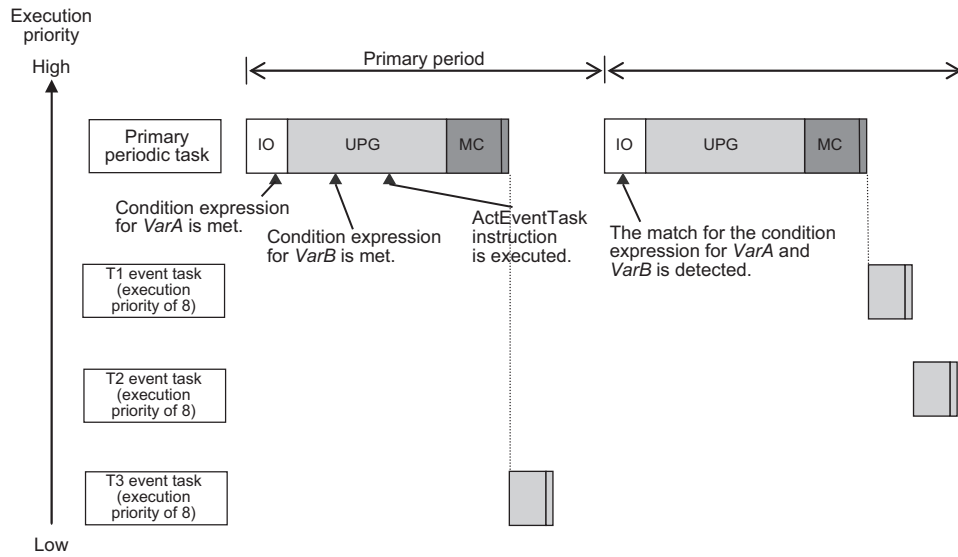 Execution
priority
High
Primary period
Primary
periodic task
IO
UPG
MC
IO
UPG
MC
Condition expression
for VarA is met.
Condition expression
for VarB is met.
ActEventTask
instruction
is executed.
The match for the condition
expression for VarA and
VarB is detected.
T1 event task
(execution
priority of 8)
T2 event task
(execution
priority of 8)
T3 event task
(execution
priority of 8)
Low